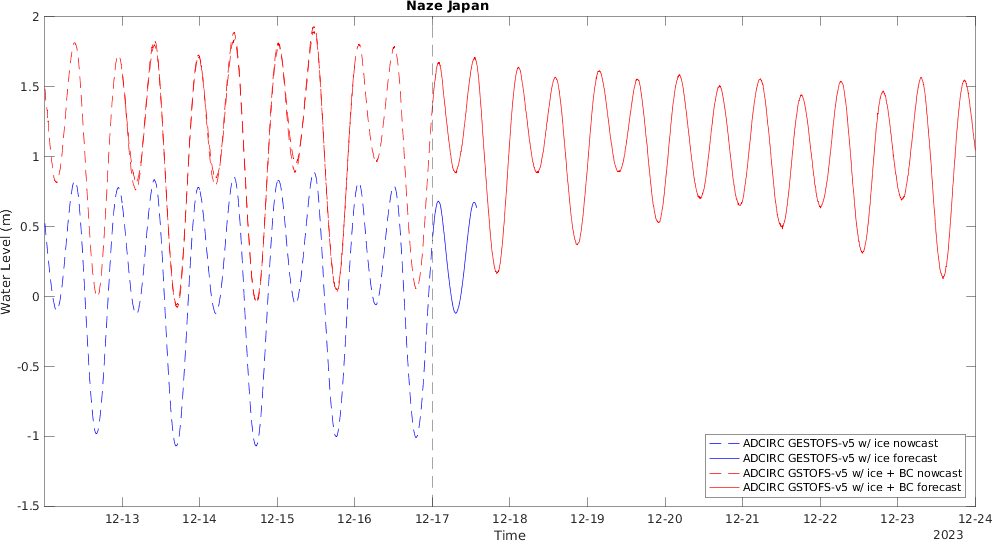 Naze Japan
2
1.5
1
0.5
0
-0.5
-1
-1.5
Water Level (m)
12-13 12-14 12-15 12-16 12-17 12-18 12-19 12-20 12-21 12-22 12-23 12-24
Time
2023
ADCIRC GESTOFS-v5 w/ ice nowcast
ADCIRC GESTOFS-v5 w/ ice forecast
ADCIRC GSTOFS-v5 w/ ice + BC nowcast
ADCIRC GSTOFS-v5 w/ ice + BC forecast